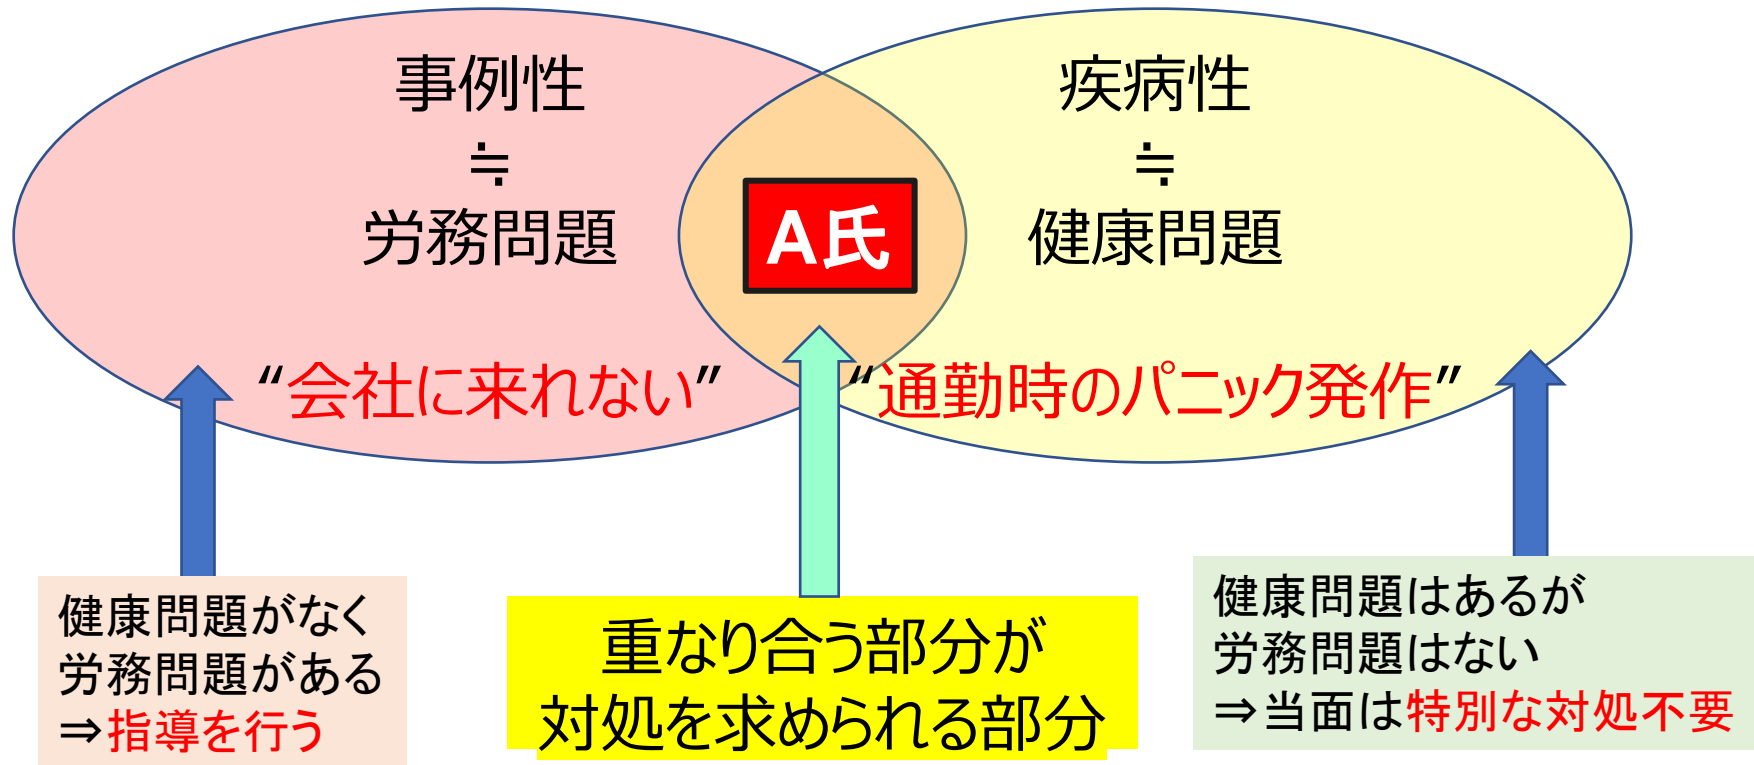 事例性
≒
労務問題
“会社に来れない”
疾病性
≒
健康問題
“通勤時のパニック発作”
A氏
健康問題がなく
労務問題がある
⇒指導を行う
重なり合う部分が
対処を求められる部分
健康問題はあるが
労務問題はない
⇒当面は特別な対処不要